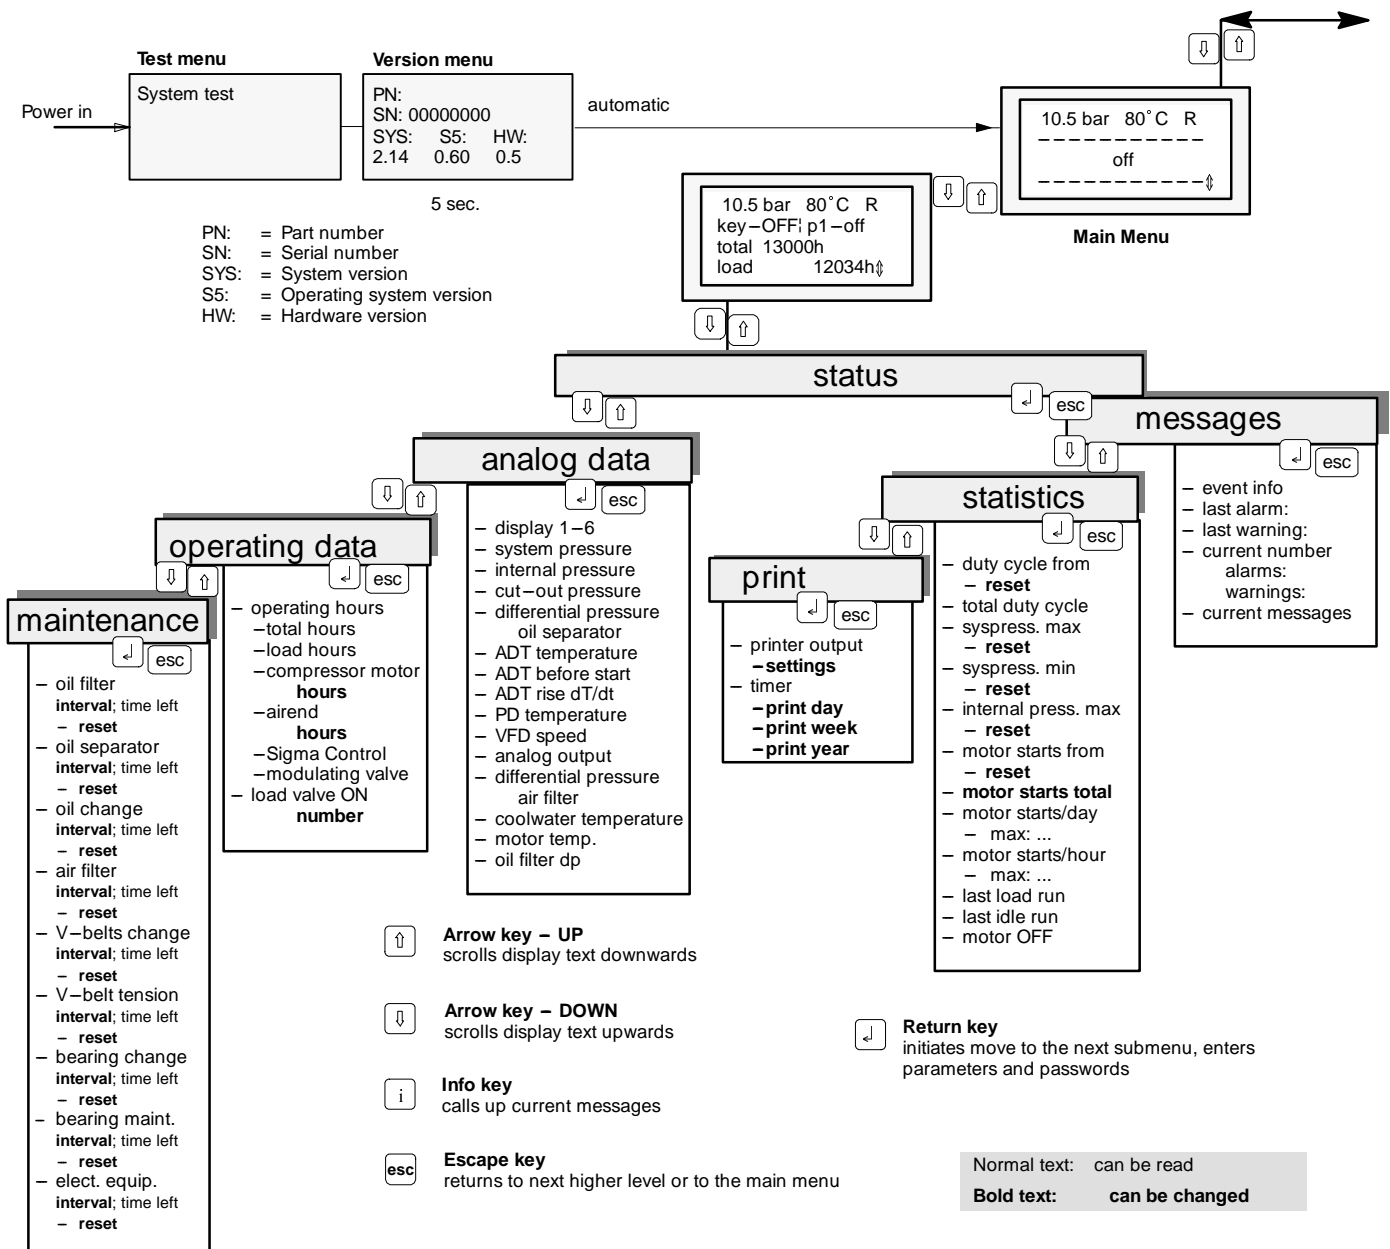 Test menu
System test
Power in
Version menu
PN:
SN: 00000000
SYS: S5: HW:
2.14 0.60 0.5
automatic
5 sec.
10.5 bar 80°C R
off
Main Menu
10.5 bar 80°C R
key–OFF¦ p1–off
total 13000h
load 12034h
PN: = Part number
SN: = Serial number
SYS: = System version
S5: = Operating system version
HW: = Hardware version
status
esc
messages
esc
– event info
– last alarm:
– last warning:
– current number
alarms:
warnings:
– current messages
analog data
esc
– display 1–6
– system pressure
– internal pressure
– cut–out pressure
– differential pressure
oil separator
– ADT temperature
– ADT before start
– ADT rise dT/dt
– PD temperature
– VFD speed
– analog output
– differential pressure
air filter
– coolwater temperature
– motor temp.
– oil filter dp
statistics
esc
– duty cycle from
– reset
– total duty cycle
– syspress. max
– reset
– syspress. min
– reset
– internal press. max
– reset
– motor starts from
– reset
– motor starts total
– motor starts/day
– max: ...
– motor starts/hour
– max: ...
– last load run
– last idle run
– motor OFF
operating data
esc
– operating hours
–total hours
–load hours
–compressor motor
hours
–airend
hours
–Sigma Control
–modulating valve
– load valve ON
number
print
esc
– printer output
–settings
– timer
–print day
–print week
–print year
maintenance
esc
– oil filter
interval; time left
– reset
– oil separator
interval; time left
– reset
– oil change
interval; time left
– reset
– air filter
interval; time left
– reset
– V–belts change
interval; time left
– reset
– V–belt tension
interval; time left
– reset
– bearing change
interval; time left
– reset
– bearing maint.
interval; time left
– reset
– elect. equip.
interval; time left
– reset
Arrow key – UP
scrolls display text downwards
Arrow key – DOWN
scrolls display text upwards
i
Info key
calls up current messages
esc
Escape key
returns to next higher level or to the main menu
Return key
initiates move to the next submenu, enters
parameters and passwords
Normal text: can be read
Bold text: can be changed